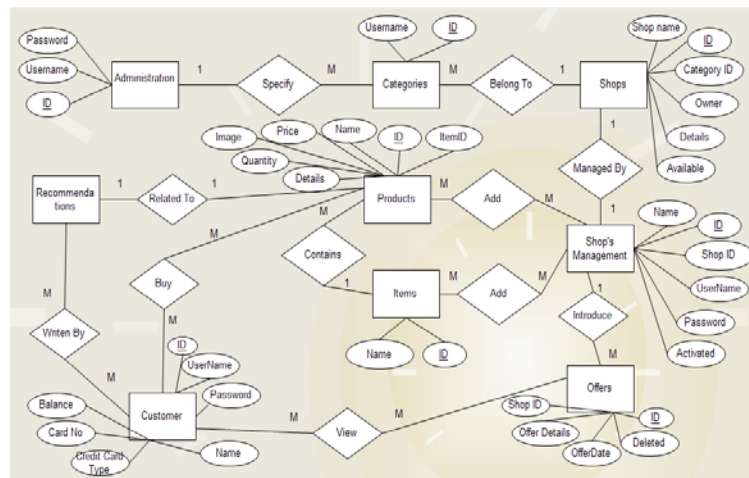 Shop name
Password
Username
ID
ID
Username
Administration
1
Specify
M
Categories
M
Belong To
1
Shops
Category ID
ID
Owner
Price
Name
1
Image
ID
ItemID
Details
Quantity
Managed By
Available
Details
Recommenda
tions
1
Related To
1
Products
M
Add
M
1
Name
M
M
ID
Contains
Shop's
Management
Shop ID
M
Buy
1
Items
M
Add
M
UserName
1
M
M
Introduce
Password
Wnten By
Name
ID
Activated
ID
UserName
M
M
Password
Offers
Balance
Shop ID
ID
Customer
M
View
M
Card No
Offer Details
Deleted
Name
OfferDate
Credit Card
Type